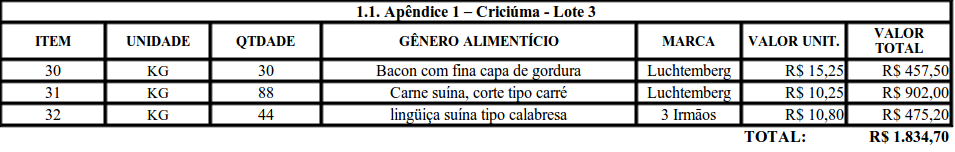 1.1. Apêndice 1 – Criciúma - Lote 3
ITEM UNIDADE QTDADE GÊNERO ALIMENTÍCIO MARCA VALOR UNIT. VALOR TOTAL
30 KG 30 Bacon com fina capa de gordura Luchtemberg R$ 15,25 R$ 457,50
31 KG 88 Carne suína, corte tipo carré Luchtemberg R$ 10,25 R$ 902,00
32 KG 44 lingüiça suína tipo calabresa 3 Irmãos R$ 10,80 R$ 475,20
TOTAL: R$ 1.834,70